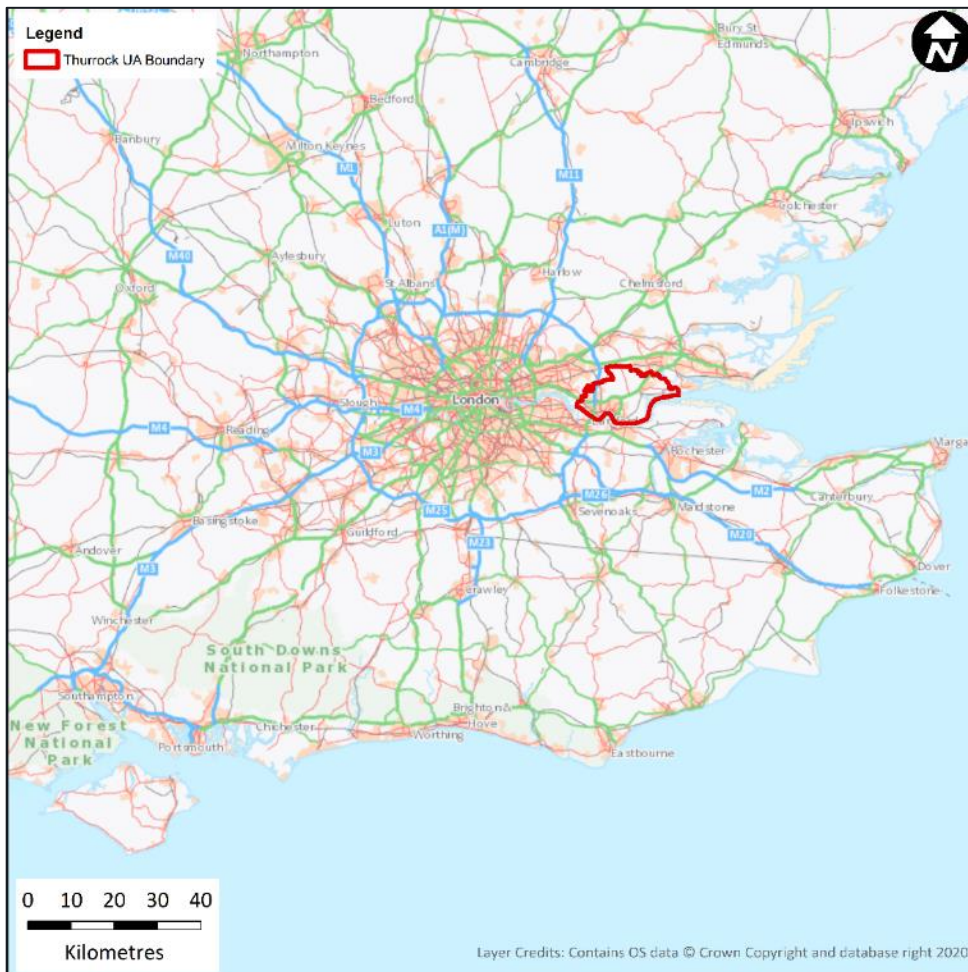 Legend
Thurrock UA Boundary
N
Northampton
Bury St
Edmunds
Cambridge
Bedford
Ipswich
Banbury
Milton Keynes
M1
M11
Colchester
Luton
A1(M)
M40
Aylesbury
Harlow
Oxford
St Albans
Chelmsford
London
Slough
M4
M4
Reading
Rochester
Marga
M3
M2
Canterbury
M26
Sevenoaks
Maidstone
M25
Basingstoke
Guildford
M20
M23
Andover
Dover
M3
Crawley
Folkestone
Winchester
South Downs
National Park
Southampton
Brighton&
Hove
New Forest
National
Park
Chichester
Worthing
Portsmouth
Eastbourne
0 10 20 30 40
Kilometres
Layer Credits: Contains OS data © Crown Copyright and database right 2020